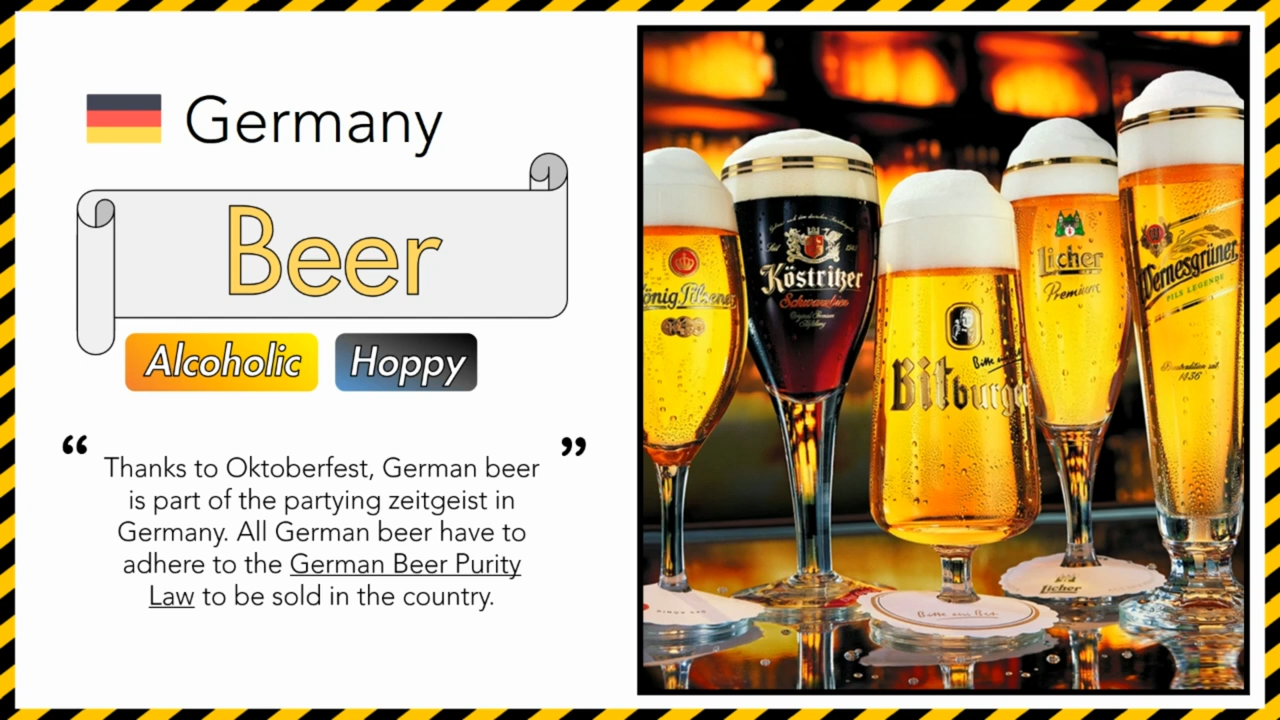 Germany
Beer
Alcoholic Hoppy
“ ”
Thanks to Oktoberfest, German beer
is part of the partying zeitgeist in
Germany. All German beer have to
adhere to the German Beer Purity
Law to be sold in the country.
önig Pilsener
Köstritzer
Schwarzbier
Bitte ein
Bitburger
Licher
Premium
Wernesgrüner
PILS LEGENDE
Brautradition seit
1436
Licher
Bitte ein Bit